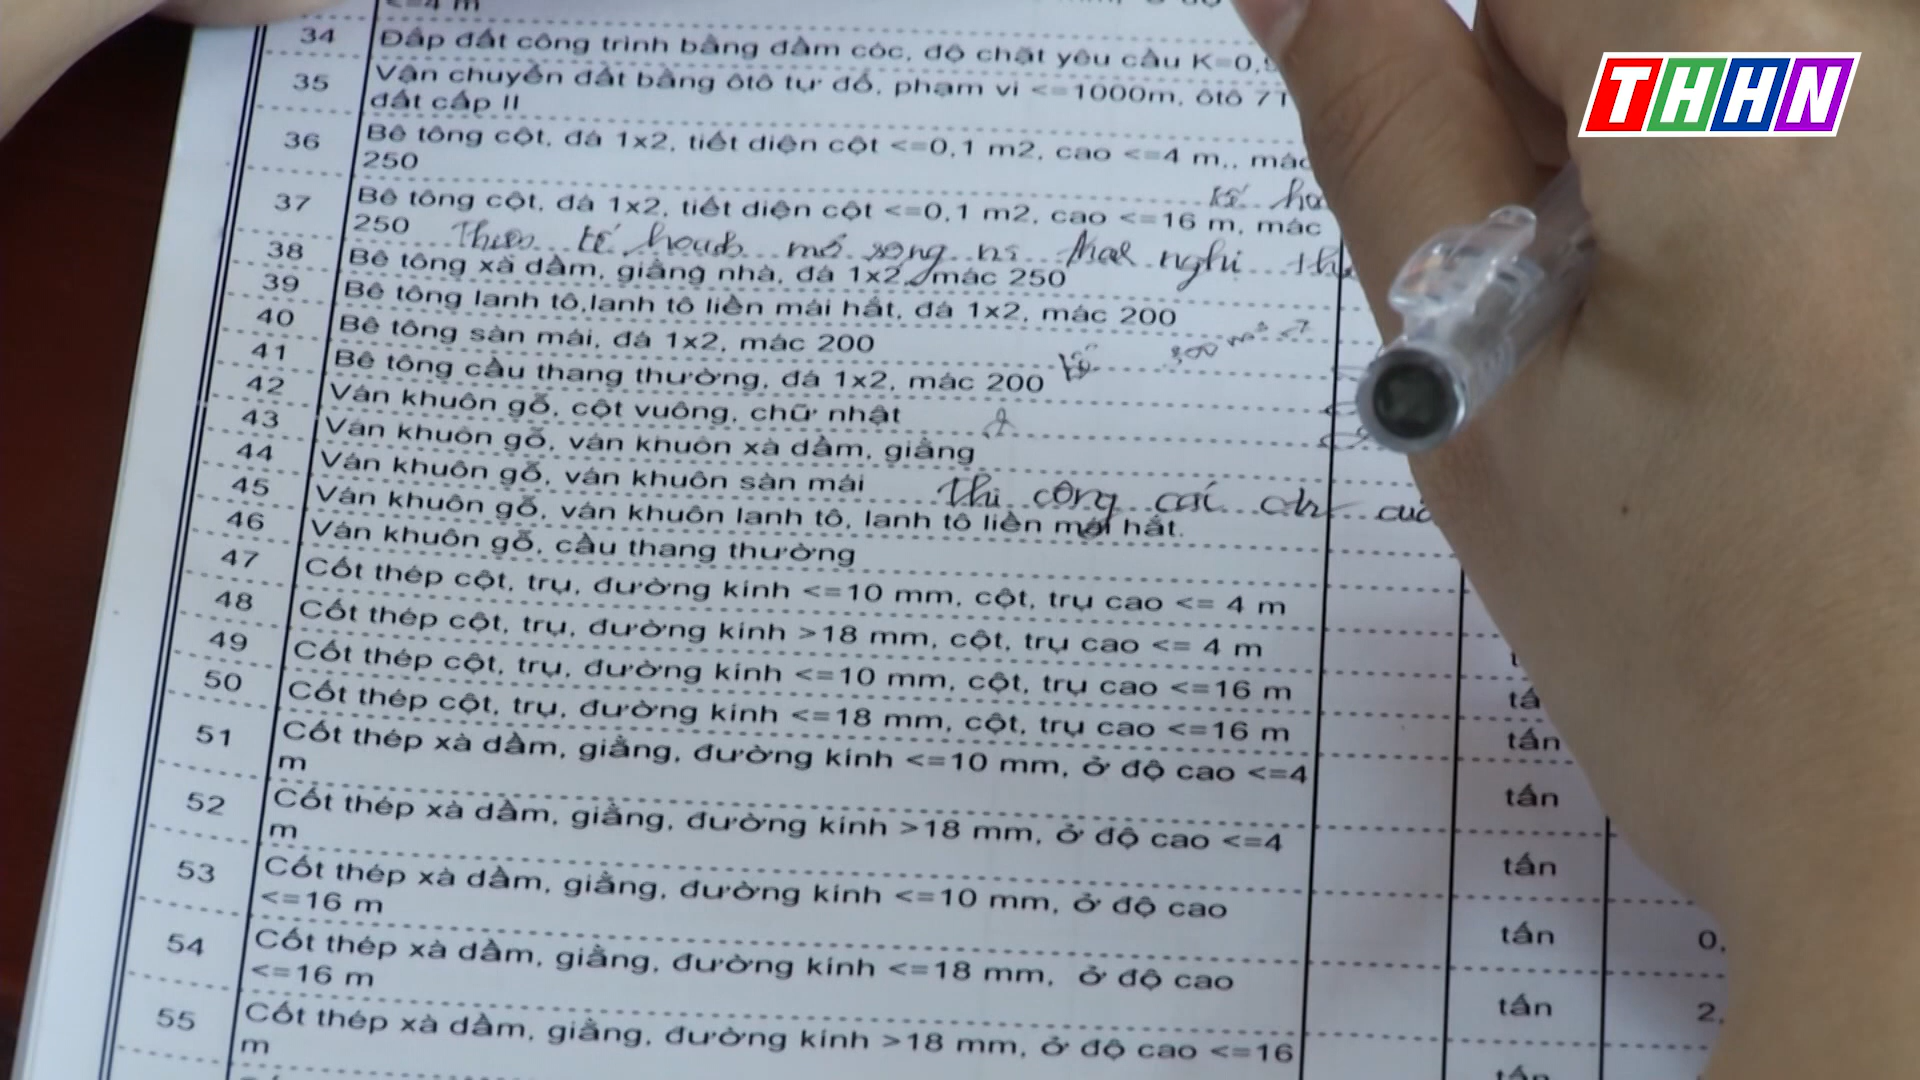 <=4 m
THHN
34 Đắp đất công trình bằng đầm cóc, độ chặt yêu cầu K=0,9
35 Vận chuyển đất bằng ôtô tự đổ, phạm vi <=1000m, ôtô 7T
đất cấp II
36 Bê tông cột, đá 1x2, tiết diện cột <=0,1 m2, cao <=4 m,, mác
250
37 Bê tông cột, đá 1x2, tiết diện cột <=0,1 m2, cao <=16 m, mác
250
38 Bê tông xà dầm, giằng nhà, đá 1x2, mác 250
39 Bê tông lanh tô,lanh tô liền mái hắt, đá 1x2, mác 200
40 Bê tông sàn mái, đá 1x2, mác 200
41 Bê tông cầu thang thường, đá 1x2, mác 200
42 Ván khuôn gỗ, cột vuông, chữ nhật
43 Ván khuôn gỗ, ván khuôn xà dầm, giằng
44 Ván khuôn gỗ, ván khuôn sàn mái
thi công cái
45 Ván khuôn gỗ, ván khuôn lanh tô, lanh tô liền mái hắt.
46 Ván khuôn gỗ, cầu thang thường
47 Cốt thép cột, trụ, đường kính <=10 mm, cột, trụ cao <= 4 m
48 Cốt thép cột, trụ, đường kính >18 mm, cột, trụ cao <= 4 m
49 Cốt thép cột, trụ, đường kính <=10 mm, cột, trụ cao <=16 m tấ
50 Cốt thép cột, trụ, đường kính <=18 mm, cột, trụ cao <=16 m tấn
51 Cốt thép xà dầm, giằng, đường kính <=10 mm, ở độ cao <=4 tấn
m
52 Cốt thép xà dầm, giằng, đường kính >18 mm, ở độ cao <=4 tấn
m
53 Cốt thép xà dầm, giằng, đường kính <=10 mm, ở độ cao tấn 0,
<=16 m
54 Cốt thép xà dầm, giằng, đường kính <=18 mm, ở độ cao tấn 2,
<=16 m
55 Cốt thép xà dầm, giằng, đường kính >18 mm, ở độ cao <=16 tấn
m